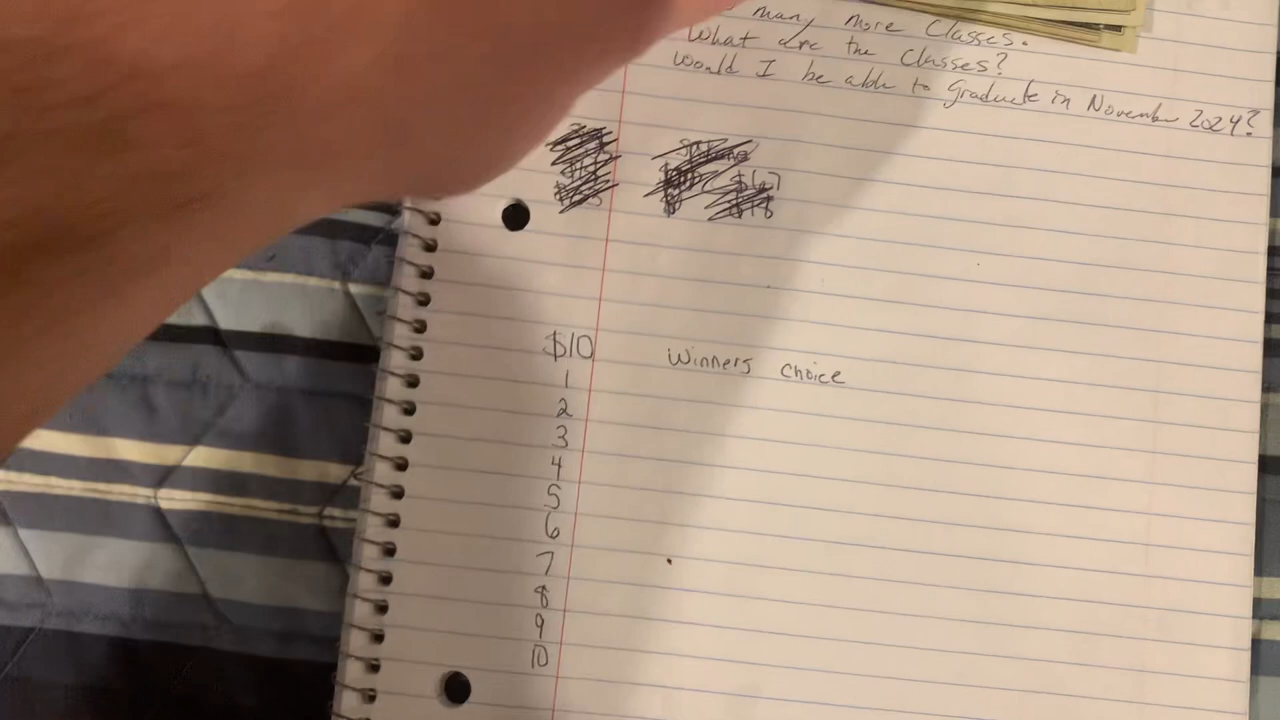 many more Classes.
What are the Classes?
Would I be able to Graduate in November 2024?
$67
$10 Winners choice
1
2
3
4
5
6
7
8
9
10